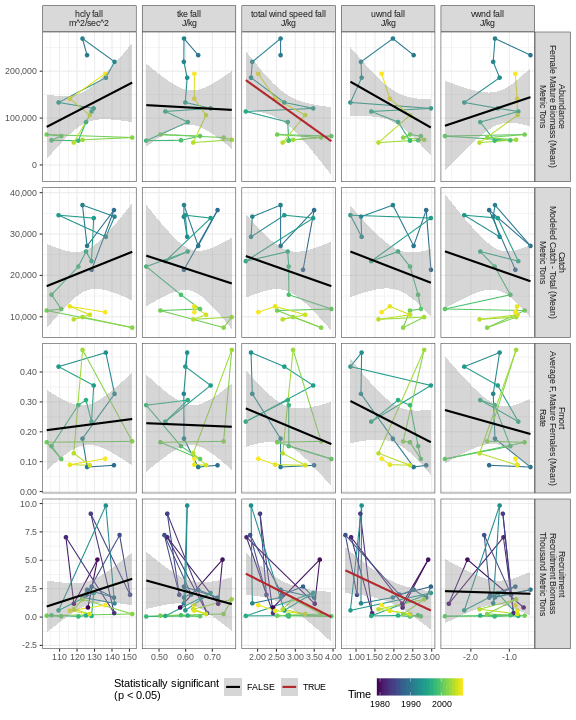 hcdy fall
m^2/sec^2
tke fall
J/kg
total wind speed fall
J/kg
uwnd fall
J/kg
vwnd fall
J/kg
200,000
100,000
0
Abundance
Female Mature Biomass (Mean)
Metric Tons
40,000
30,000
20,000
10,000
Catch
Modeled Catch - Total (Mean)
Metric Tons
0.40
0.30
0.20
0.10
0.00
Fmort
Average F, Mature Females (Mean)
Rate
10.0
7.5
5.0
2.5
0.0
-2.5
Recruitment
Recruitment Biomass
Thousand Metric Tons
110 120 130 140 150
0.50 0.60 0.70
2.00 2.50 3.00 3.50 4.00
1.00 1.50 2.00 2.50 3.00
-2.0 -1.0
Statistically significant
(p < 0.05)
FALSE
TRUE
Time
1980 1990 2000